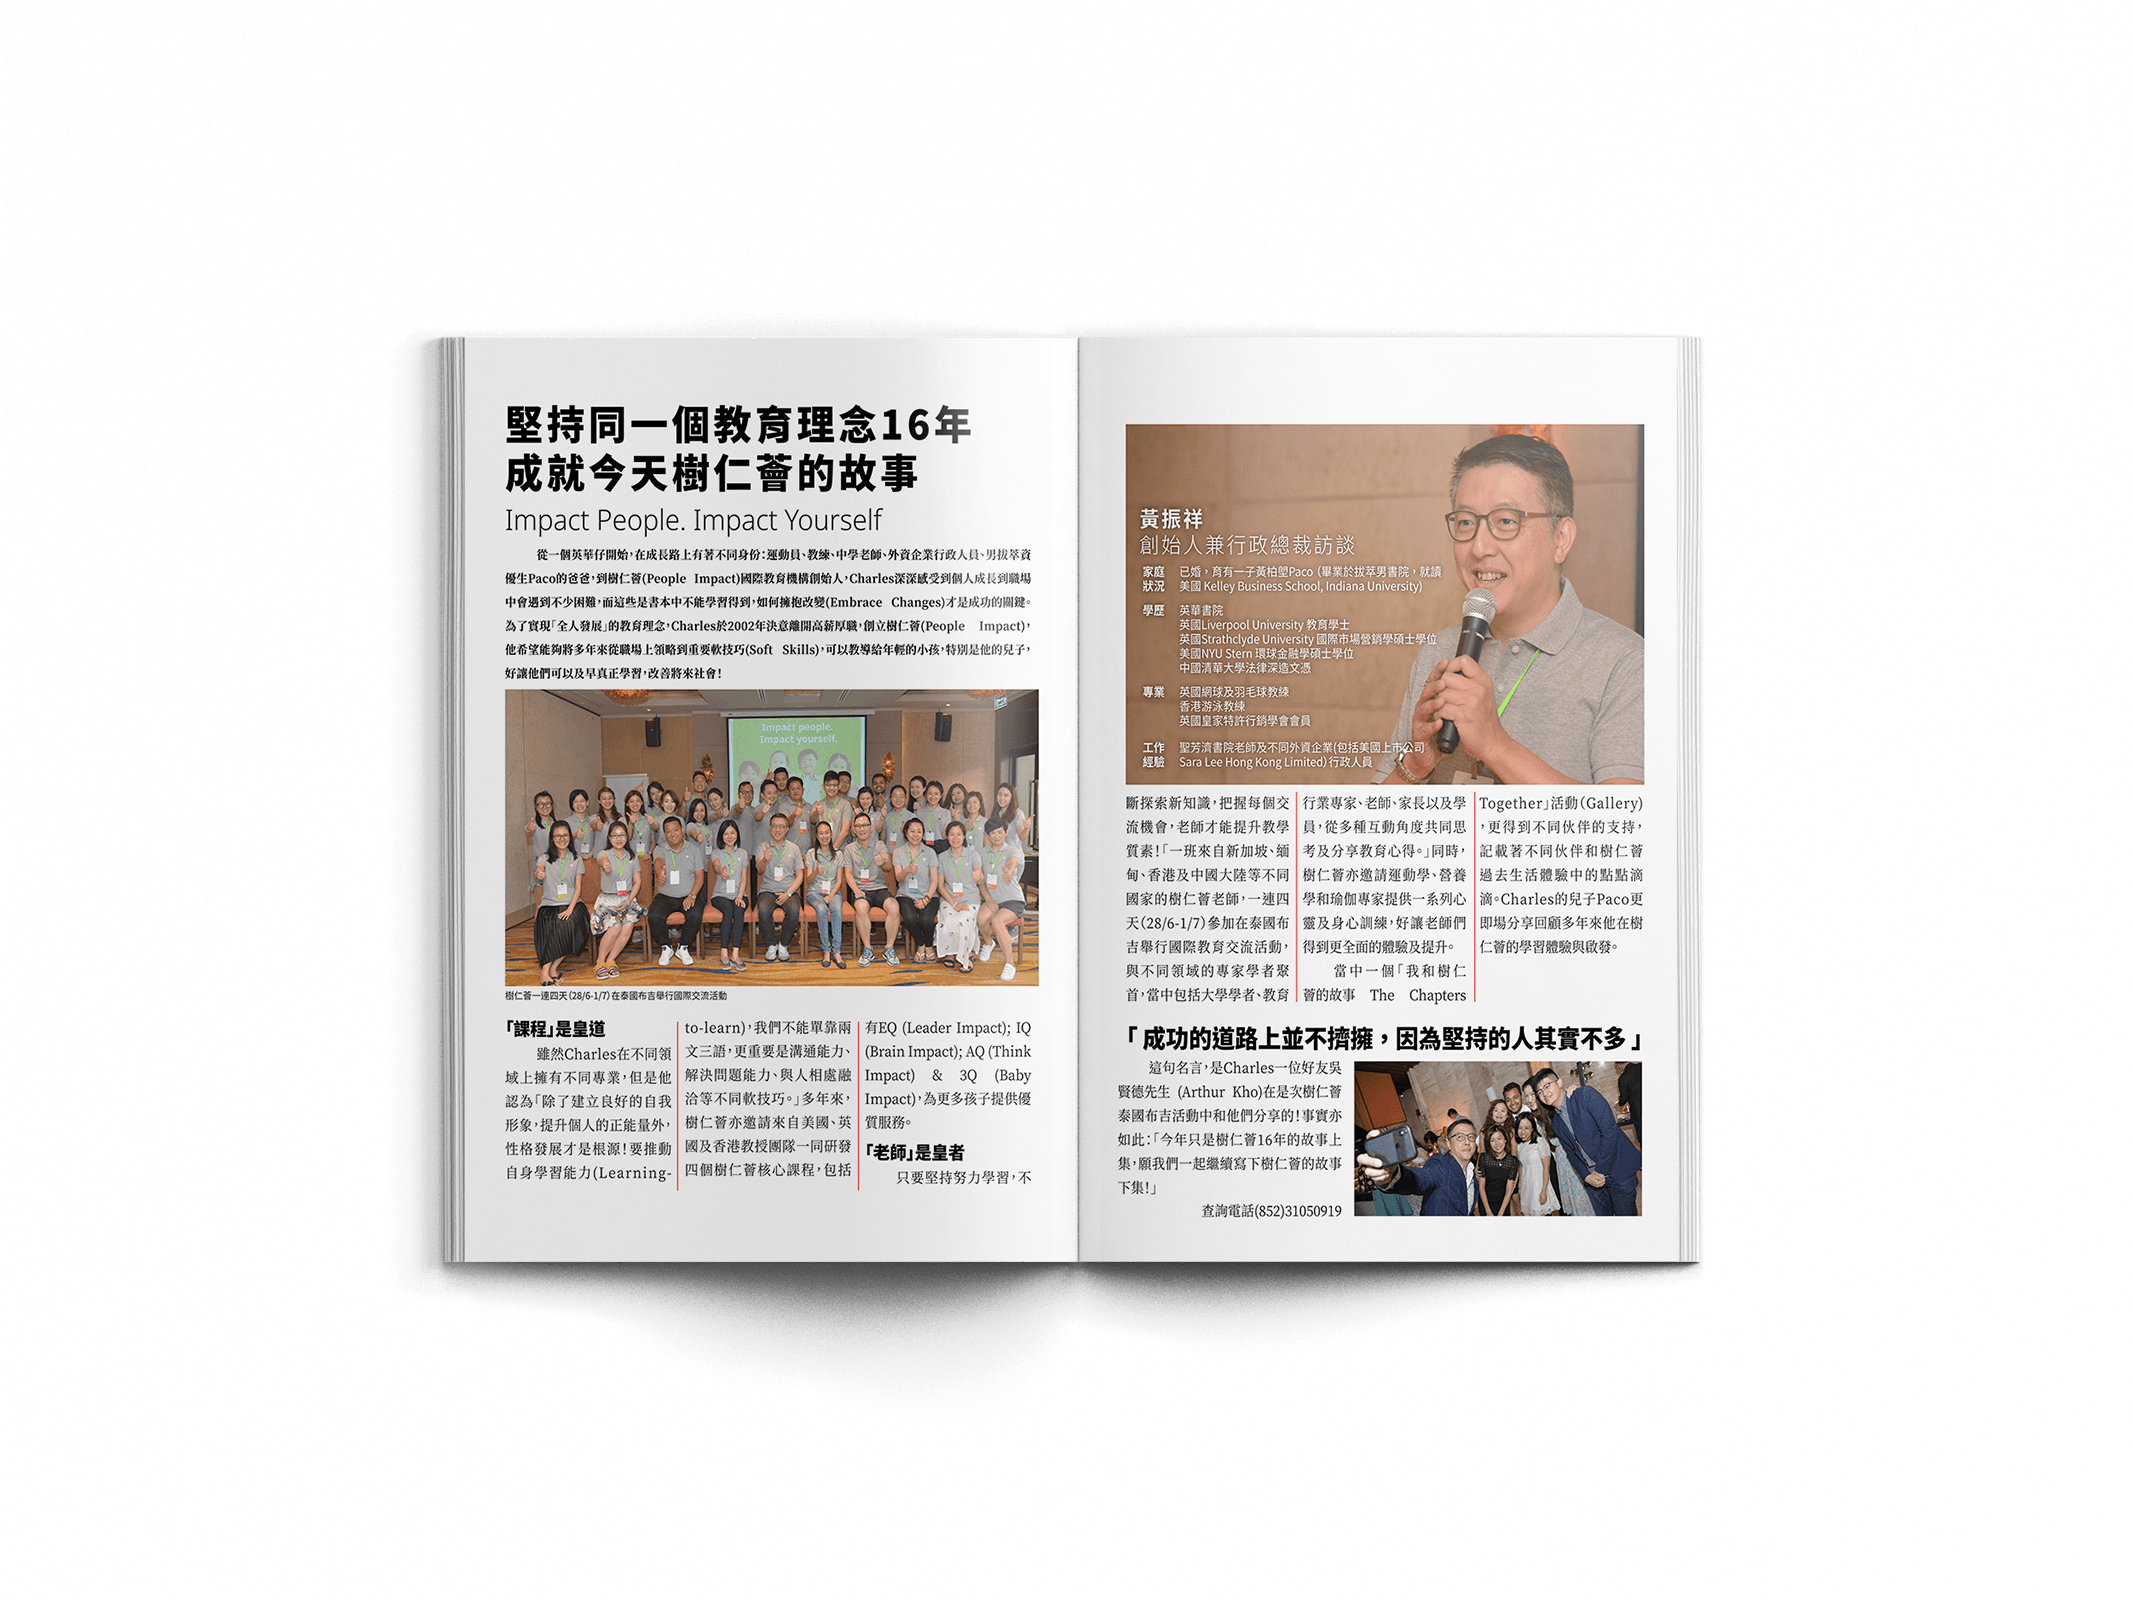 堅持同一個教育理念16年
成就今天樹仁薈的故事
Impact People. Impact Yourself
從一個英華仔開始，在成長路上有著不同身份：運動員、教練、中學老師、外資企業行政人員、男拔萃資
優生Paco的爸爸，到樹仁薈(People Impact)國際教育機構創始人，Charles深深感受到個人成長到職場
中會遇到不少困難，而這些是書本中不能學習得到，如何擁抱改變(Embrace Changes)才是成功的關鍵。
為了實現「全人發展」的教育理念，Charles於2002年決意離開高薪厚職，創立樹仁薈(People Impact)，
他希望能夠將多年來從職場上領略到重要軟技巧(Soft Skills)，可以教導給年輕的小孩，特別是他的兒子，
好讓他們可以及早真正學習，改善將來社會！
Impact people.
Impact yourself.
樹仁薈一連四天（28/6-1/7）在泰國布吉舉行國際交流活動
「課程」是皇道
雖然Charles在不同領
域上擁有不同專業，但是他
認為「除了建立良好的自我
形象，提升個人的正能量外，
性格發展才是根源！要推動
自身學習能力(Learning-
to-learn)，我們不能單靠兩
文三語，更重要是溝通能力、
解決問題能力、與人相處融
洽等不同軟技巧。」多年來，
樹仁薈亦邀請來自美國、英
國及香港教授團隊一同研發
四個樹仁薈核心課程，包括
有EQ (Leader Impact); IQ
(Brain Impact); AQ (Think
Impact) & 3Q (Baby
Impact)，為更多孩子提供優
質服務。
「老師」是皇者
只要堅持努力學習，不
黃振祥
創始人兼行政總裁訪談
家庭狀況 已婚，育有一子黃柏堃Paco（畢業於拔萃男書院，就讀
美國 Kelley Business School, Indiana University)
學歷 英華書院
英國Liverpool University 教育學士
英國Strathclyde University 國際市場營銷學碩士學位
美國NYU Stern 環球金融學碩士學位
中國清華大學法律深造文憑
專業 英國網球及羽毛球教練
香港游泳教練
英國皇家特許行銷學會會員
工作經驗 聖芳濟書院老師及不同外資企業(包括美國上市公司
Sara Lee Hong Kong Limited）行政人員
斷探索新知識，把握每個交
流機會，老師才能提升教學
質素！「一班來自新加坡、緬
甸、香港及中國大陸等不同
國家的樹仁薈老師，一連四
天（28/6-1/7）參加在泰國布
吉舉行國際教育交流活動，
與不同領域的專家學者聚
首，當中包括大學學者、教育
行業專家、老師、家長以及學
員，從多種互動角度共同思
考及分享教育心得。」同時，
樹仁薈亦邀請運動學、營養
學和瑜伽專家提供一系列心
靈及身心訓練，好讓老師們
得到更全面的體驗及提升。
當中一個「我和樹仁
薈的故事 The Chapters
Together」活動（Gallery)
，更得到不同伙伴的支持，
記載著不同伙伴和樹仁薈
過去生活體驗中的點點滴
滴。Charles的兒子Paco更
即場分享回顧多年來他在樹
仁薈的學習體驗與啟發。
「成功的道路上並不擠擁，因為堅持的人其實不多」
這句名言，是Charles一位好友吳
賢德先生 (Arthur Kho)在是次樹仁薈
泰國布吉活動中和他們分享的！事實亦
如此：「今年只是樹仁薈16年的故事上
集，願我們一起繼續寫下樹仁薈的故事
下集！」
查詢電話(852)31050919